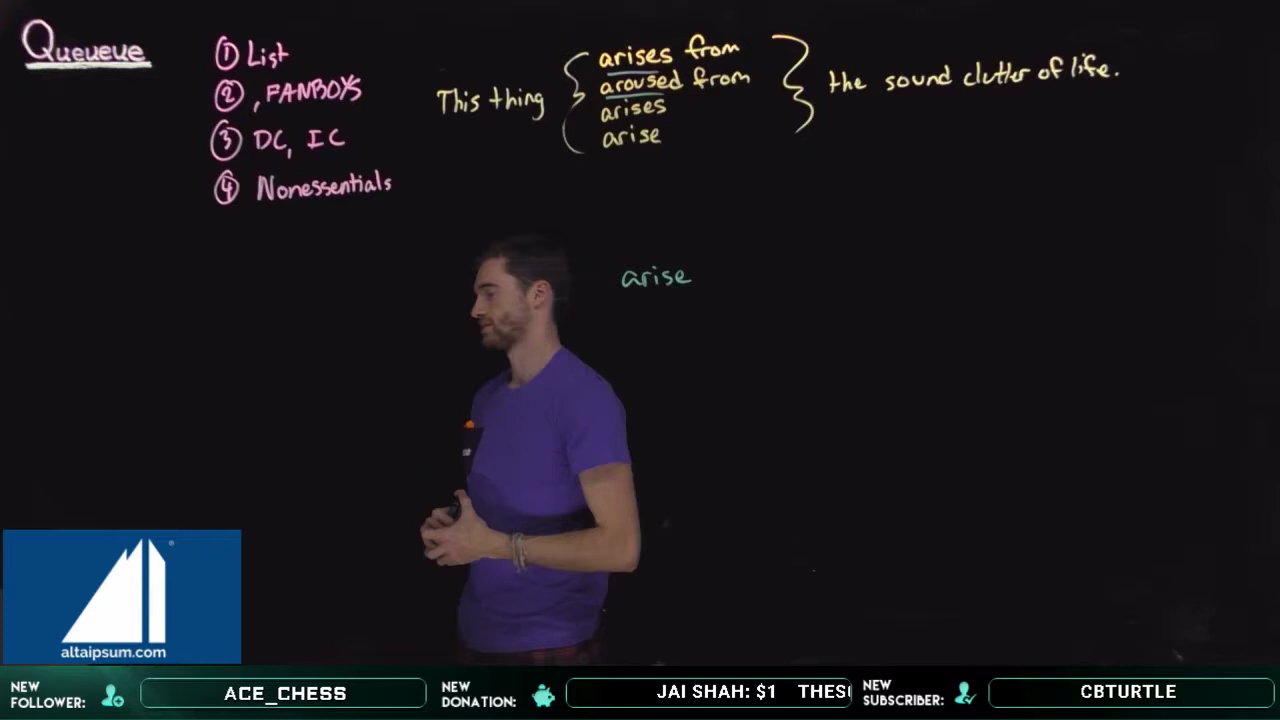 Queueue
① List
② , FANBOYS
③ DC, IC
④ Nonessentials
This thing
arises from
aroused from
arises
arise
the sound clutter of life.
arise
altaipsum.com
NEW FOLLOWER: ACE_CHESS
NEW DONATION: JAI SHAH: $1 THES
NEW SUBSCRIBER: CBTURTLE